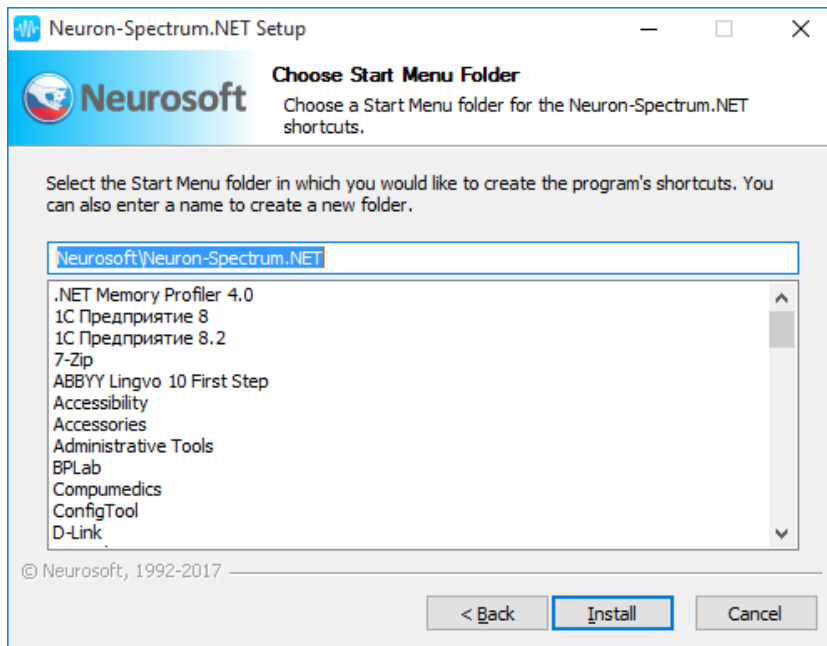 Neuron-Spectrum.NET Setup
Neurosoft
Choose Start Menu Folder
Choose a Start Menu folder for the Neuron-Spectrum.NET
shortcuts.
Select the Start Menu folder in which you would like to create the program's shortcuts. You
can also enter a name to create a new folder.
Neurosoft\Neuron-Spectrum.NET
.NET Memory Profiler 4.0
1С Предприятие 8
1С Предприятие 8.2
7-Zip
ABBYY Lingvo 10 First Step
Accessibility
Accessories
Administrative Tools
BPLab
Compumedics
ConfigTool
D-Link
© Neurosoft, 1992-2017
< Back Install Cancel